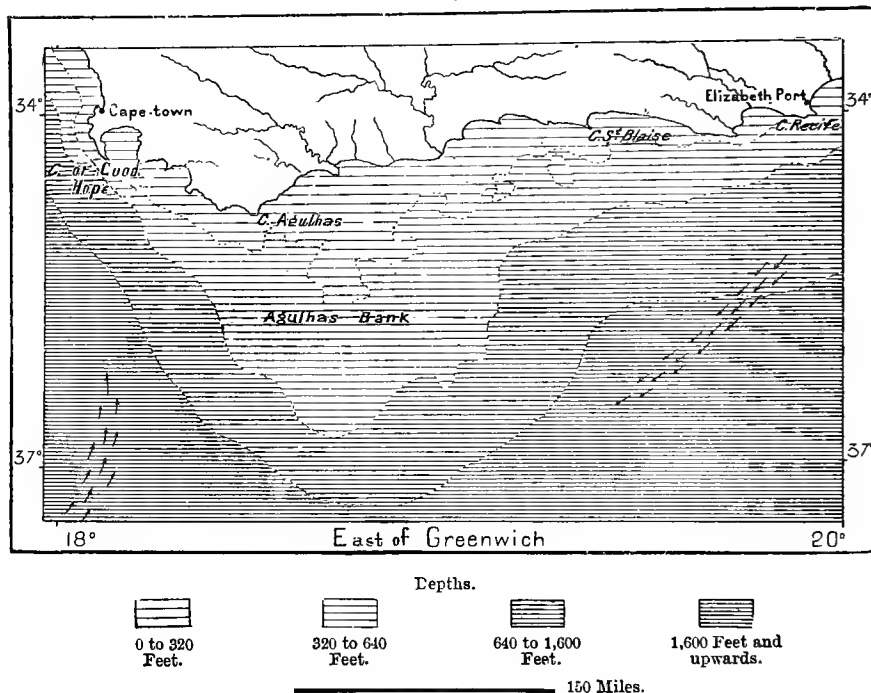 34°
Cape-town
Elizabeth Port
34°
C. St. Blaise
C. Recife
C. of Good
Hope
C. Agulhas
Agulhas Bank
37°
37°
18°
East of Greenwich
20°
Depths.
0 to 320
Feet.
320 to 640
Feet.
640 to 1,600
Feet.
1,600 Feet and
upwards.
150 Miles.